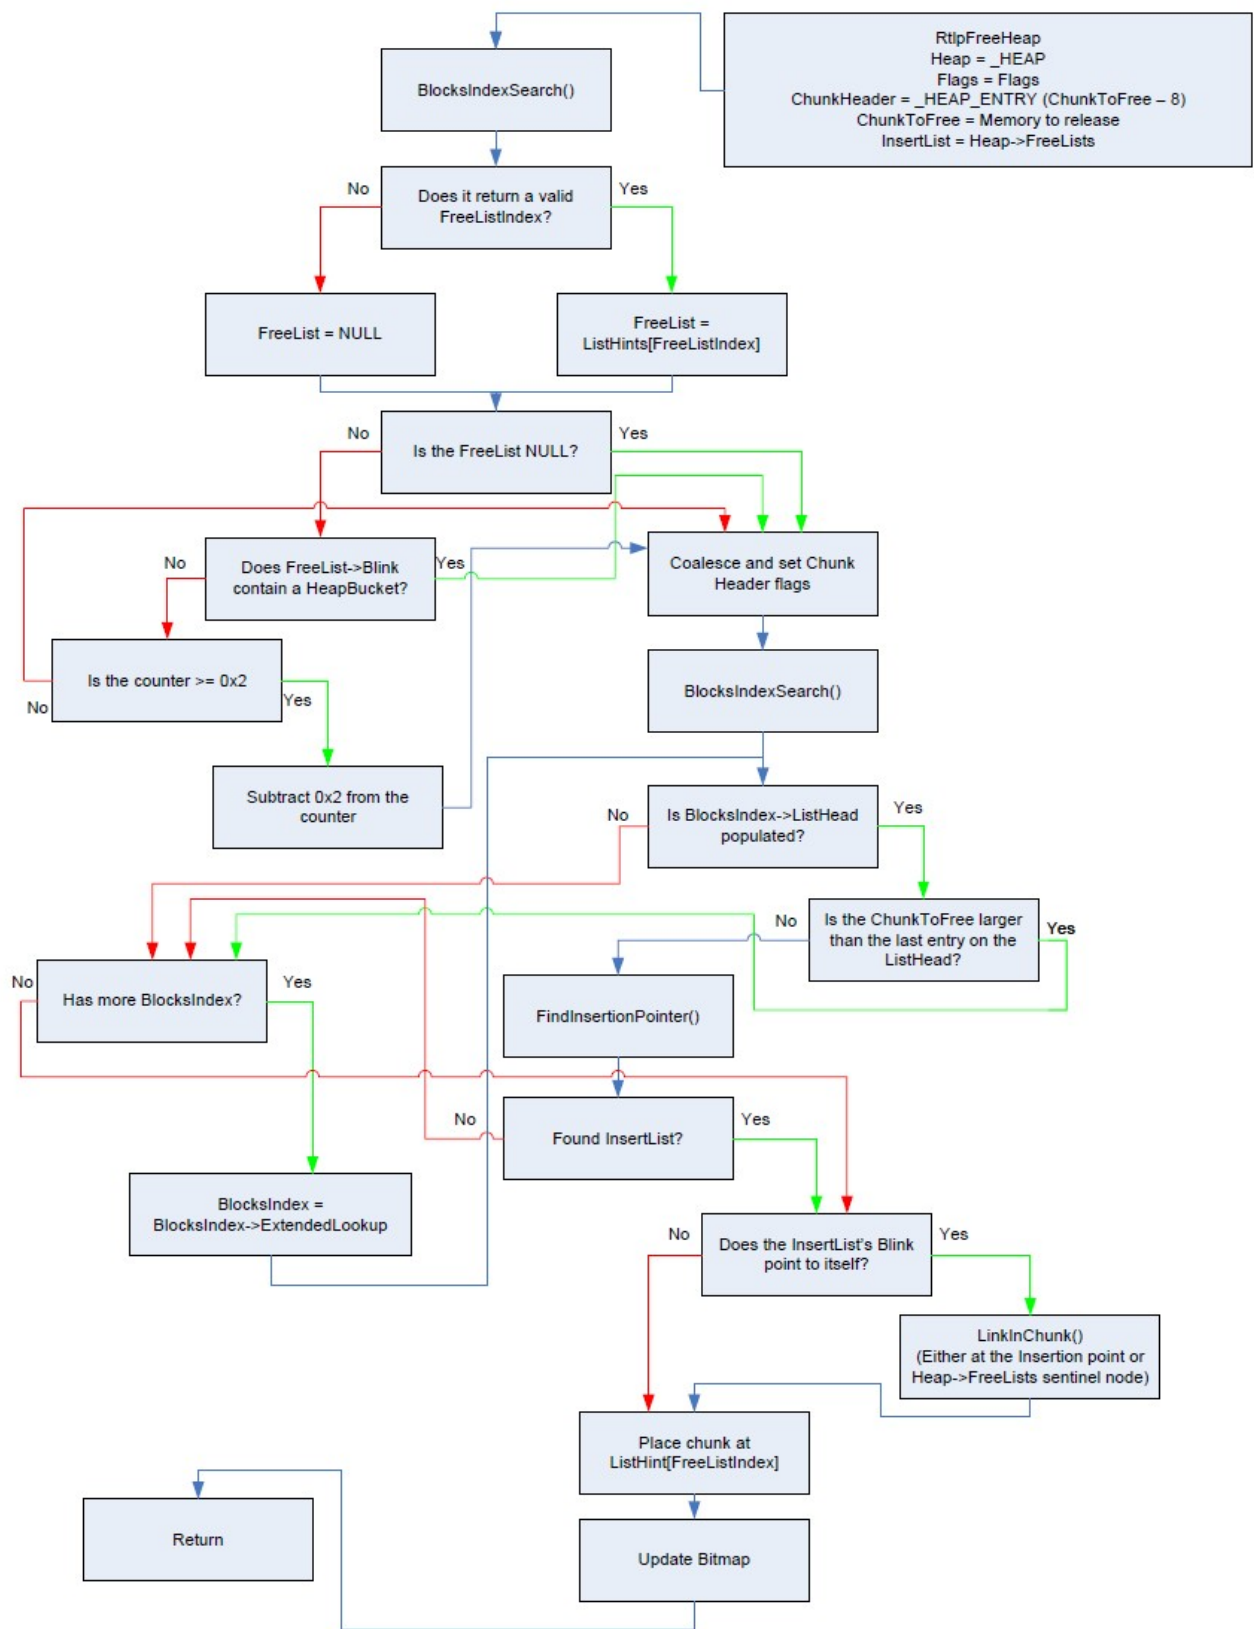 RtlpFreeHeap
Heap = _HEAP
Flags = Flags
ChunkHeader = _HEAP_ENTRY (ChunkToFree – 8)
ChunkToFree = Memory to release
InsertList = Heap->FreeLists
BlocksIndexSearch()
No
Does it return a valid
FreeListIndex?
Yes
FreeList = NULL
FreeList =
ListHints[FreeListIndex]
No
Is the FreeList NULL?
Yes
No
Does FreeList->Blink
contain a HeapBucket?
Yes
Coalesce and set Chunk
Header flags
Is the counter >= 0x2
No
Yes
BlocksIndexSearch()
Subtract 0x2 from the
counter
No
Is BlocksIndex->ListHead
populated?
Yes
No
Is the ChunkToFree larger
than the last entry on the
ListHead?
Yes
No
Has more BlocksIndex?
Yes
FindInsertionPointer()
No
Found InsertList?
Yes
BlocksIndex =
BlocksIndex->ExtendedLookup
No
Does the InsertList's Blink
point to itself?
Yes
LinkInChunk()
(Either at the Insertion point or
Heap->FreeLists sentinel node)
Place chunk at
ListHint[FreeListIndex]
Return
Update Bitmap